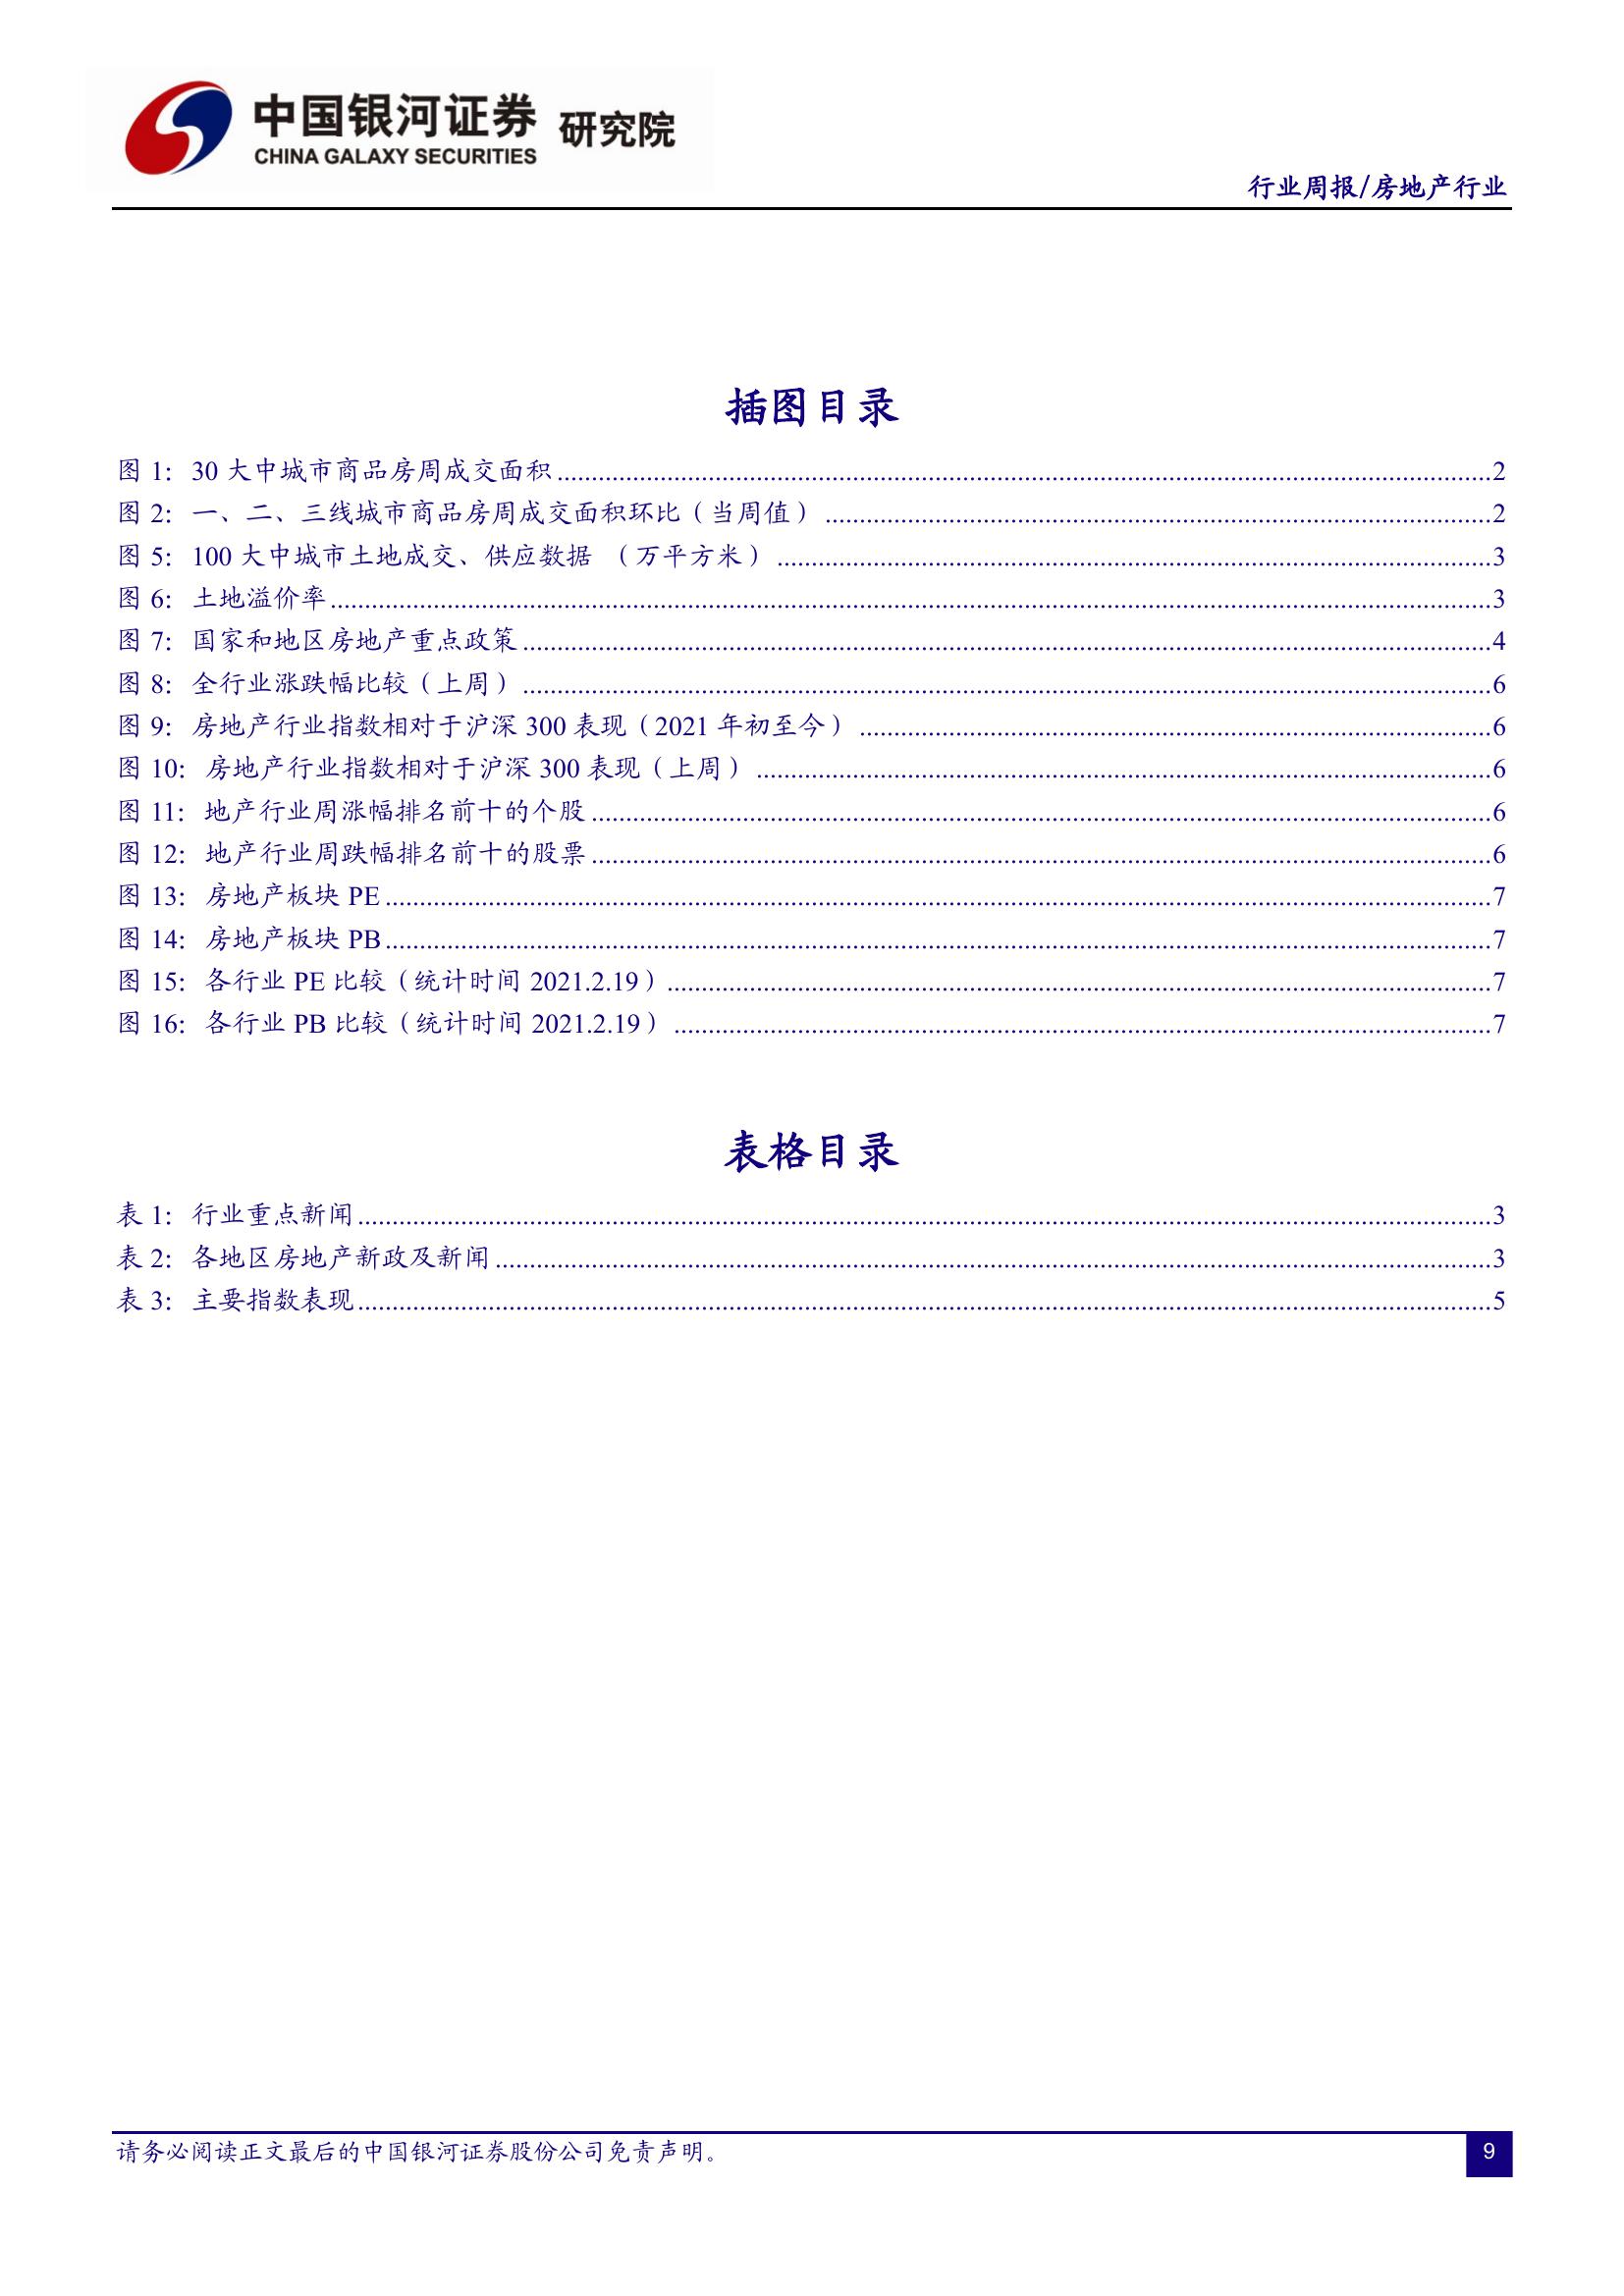 中国银河证券 研究院
CHINA GALAXY SECURITIES
行业周报/房地产行业
插图目录
图 1: 30 大中城市商品房周成交面积........................2
图 2: 一、二、三线城市商品房周成交面积环比（当周值）........................2
图 5: 100 大中城市土地成交、供应数据 （万平方米）........................3
图 6: 土地溢价率........................3
图 7: 国家和地区房地产重点政策........................4
图 8: 全行业涨跌幅比较（上周）........................6
图 9: 房地产行业指数相对于沪深 300 表现（2021 年初至今）........................6
图 10: 房地产行业指数相对于沪深 300 表现（上周）........................6
图 11: 地产行业周涨幅排名前十的个股........................6
图 12: 地产行业周跌幅排名前十的股票........................6
图 13: 房地产板块 PE........................7
图 14: 房地产板块 PB........................7
图 15: 各行业 PE 比较（统计时间 2021.2.19）........................7
图 16: 各行业 PB 比较（统计时间 2021.2.19）........................7
表格目录
表 1: 行业重点新闻........................3
表 2: 各地区房地产新政及新闻........................3
表 3: 主要指数表现........................5
请务必阅读正文最后的中国银河证券股份公司免责声明。
9